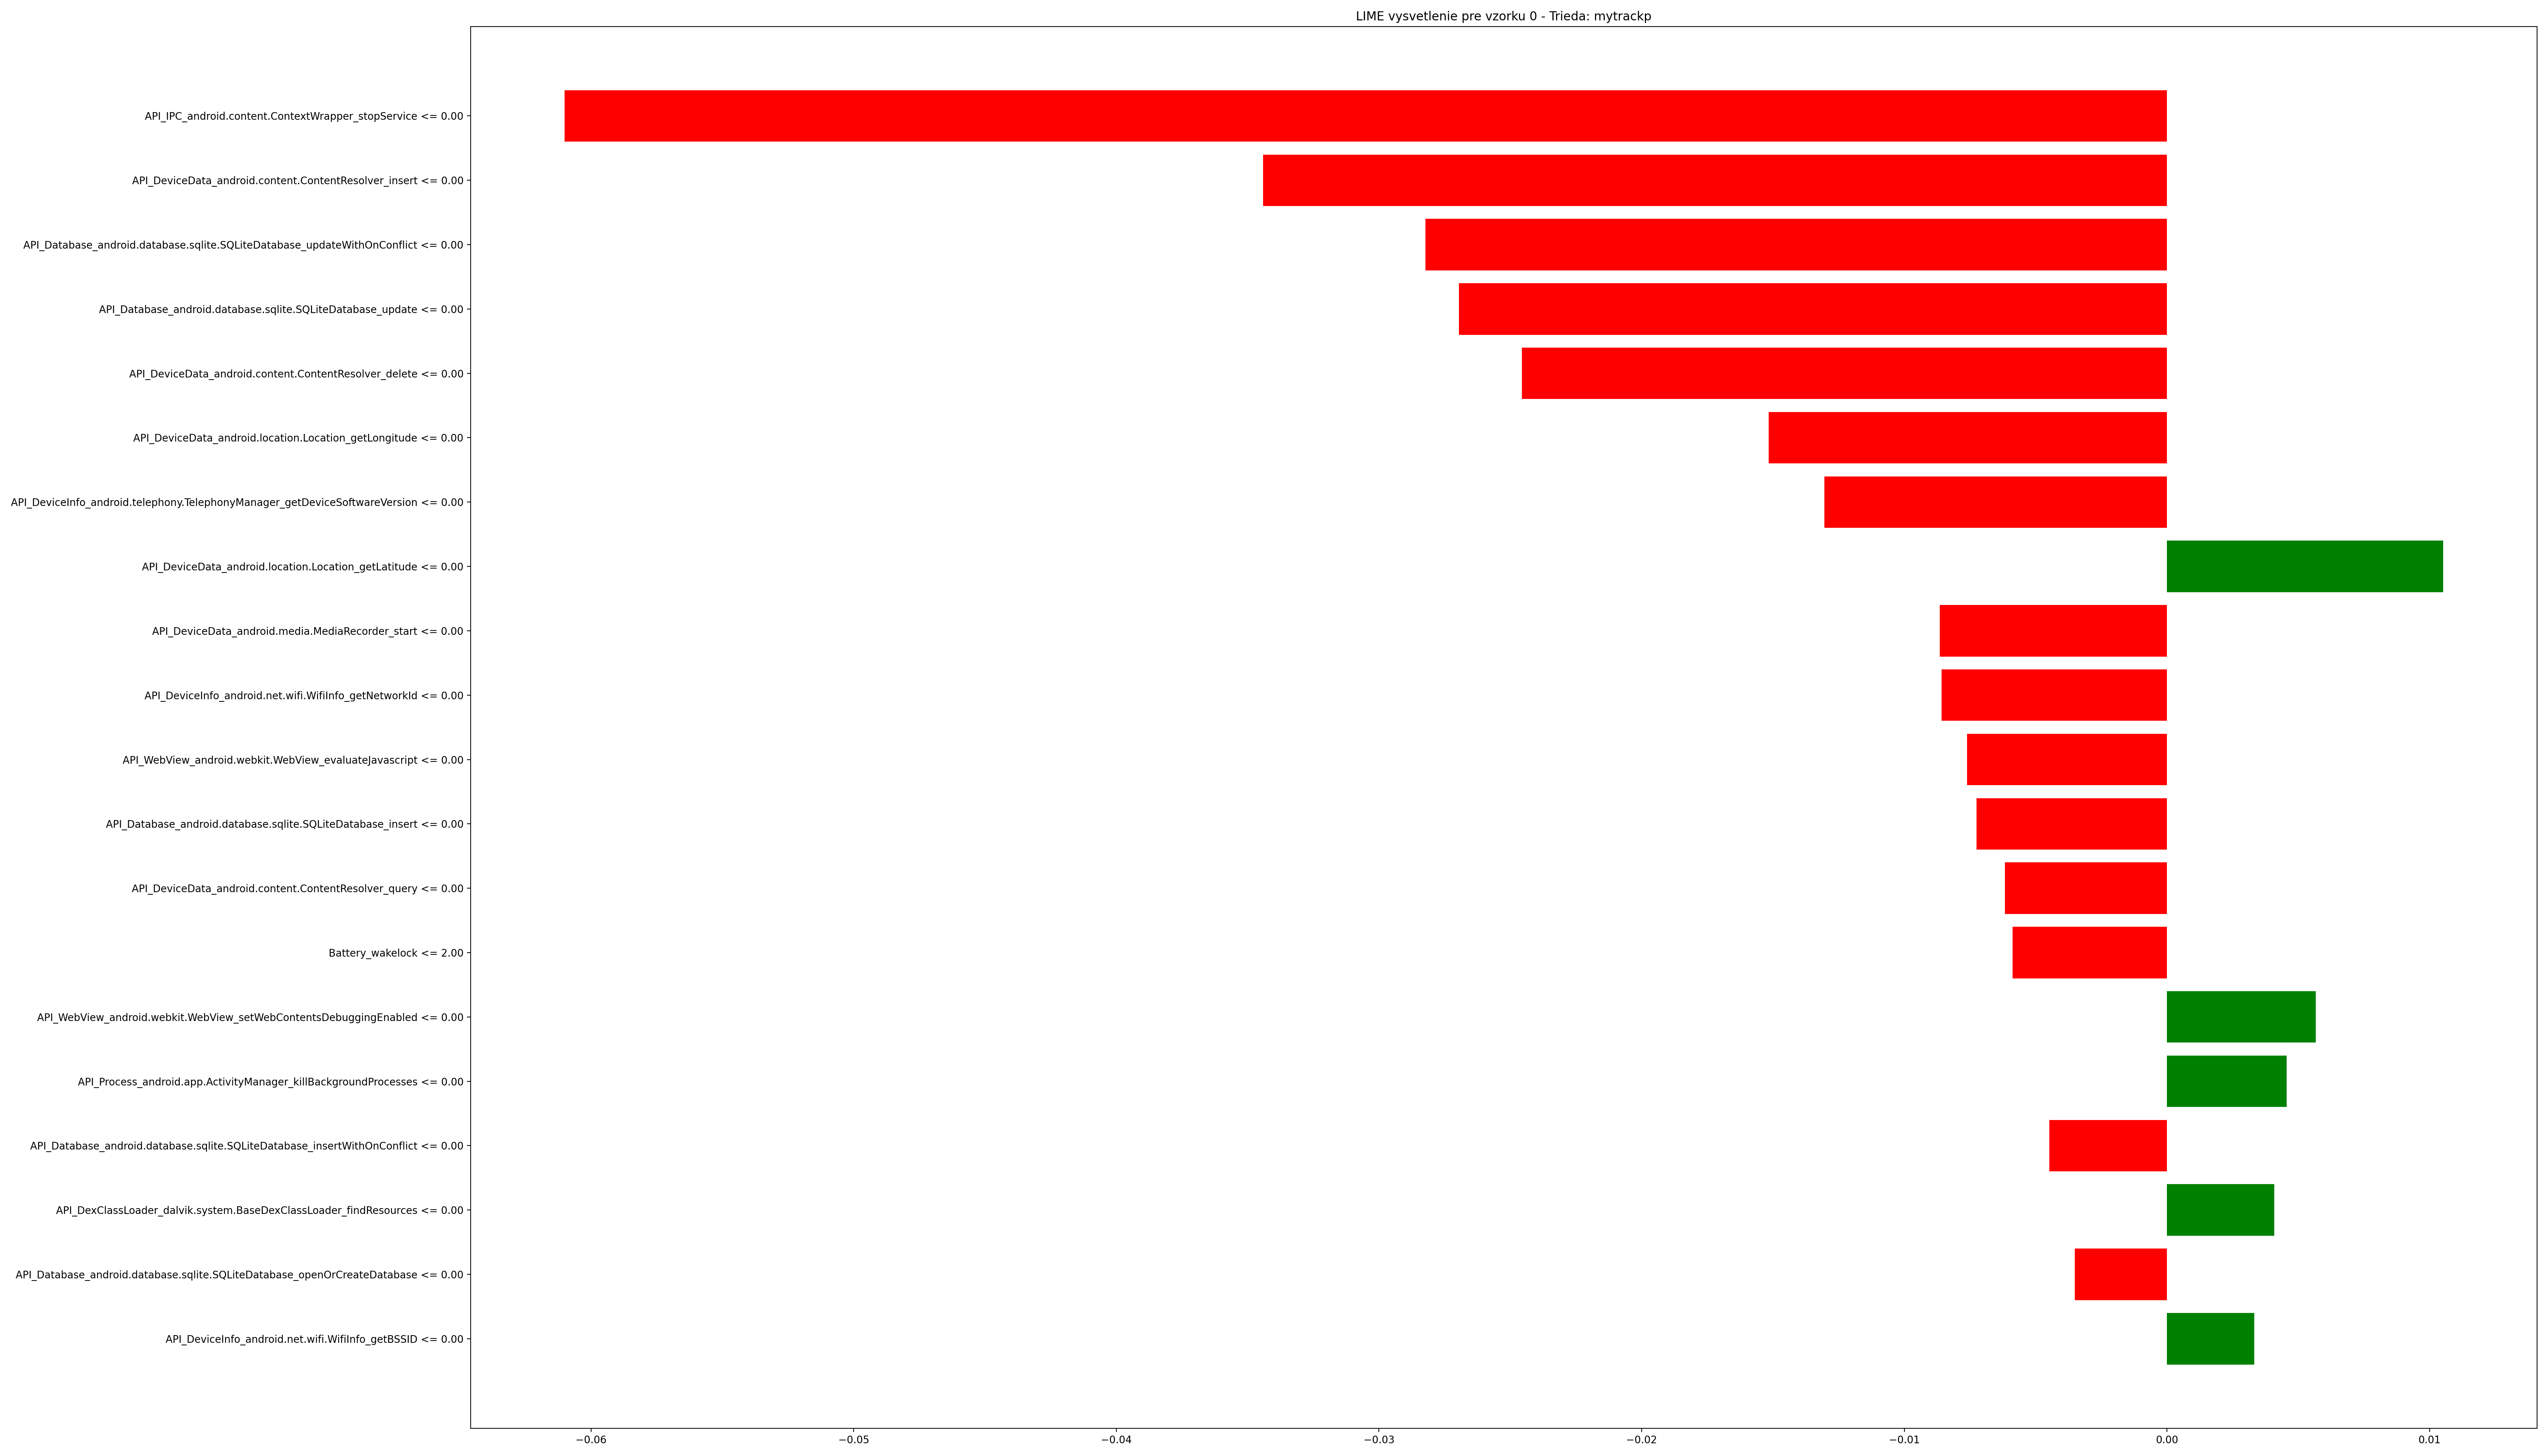 LIME vysvetlenie pre vzorku 0 - Trieda: mytrackp
API_IPC_android.content.ContextWrapper_stopService <= 0.00
API_DeviceData_android.content.ContentResolver_insert <= 0.00
API_Database_android.database.sqlite.SQLiteDatabase_updateWithOnConflict <= 0.00
API_Database_android.database.sqlite.SQLiteDatabase_update <= 0.00
API_DeviceData_android.content.ContentResolver_delete <= 0.00
API_DeviceData_android.location.Location_getLongitude <= 0.00
API_DeviceInfo_android.telephony.TelephonyManager_getDeviceSoftwareVersion <= 0.00
API_DeviceData_android.location.Location_getLatitude <= 0.00
API_DeviceData_android.media.MediaRecorder_start <= 0.00
API_DeviceInfo_android.net.wifi.WifiInfo_getNetworkId <= 0.00
API_WebView_android.webkit.WebView_evaluateJavascript <= 0.00
API_Database_android.database.sqlite.SQLiteDatabase_insert <= 0.00
API_DeviceData_android.content.ContentResolver_query <= 0.00
Battery_wakelock <= 2.00
API_WebView_android.webkit.WebView_setWebContentsDebuggingEnabled <= 0.00
API_Process_android.app.ActivityManager_killBackgroundProcesses <= 0.00
API_Database_android.database.sqlite.SQLiteDatabase_insertWithOnConflict <= 0.00
API_DexClassLoader_dalvik.system.BaseDexClassLoader_findResources <= 0.00
API_Database_android.database.sqlite.SQLiteDatabase_openOrCreateDatabase <= 0.00
API_DeviceInfo_android.net.wifi.WifiInfo_getBSSID <= 0.00
−0.06 −0.05 −0.04 −0.03 −0.02 −0.01 0.00 0.01